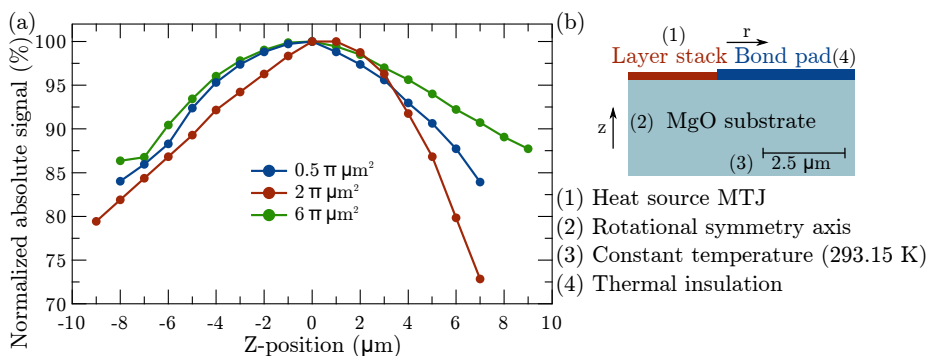 (a)
Normalized absolute signal (%)
100
95
90
85
80
75
70
0.5 π µm²
2 π µm²
6 π µm²
-10 -8 -6 -4 -2 0 2 4 6 8 10
Z-position (µm)
(b)
(1) r
Layer stack Bond pad(4)
z (2) MgO substrate
(3) 2.5 µm
(1) Heat source MTJ
(2) Rotational symmetry axis
(3) Constant temperature (293.15 K)
(4) Thermal insulation